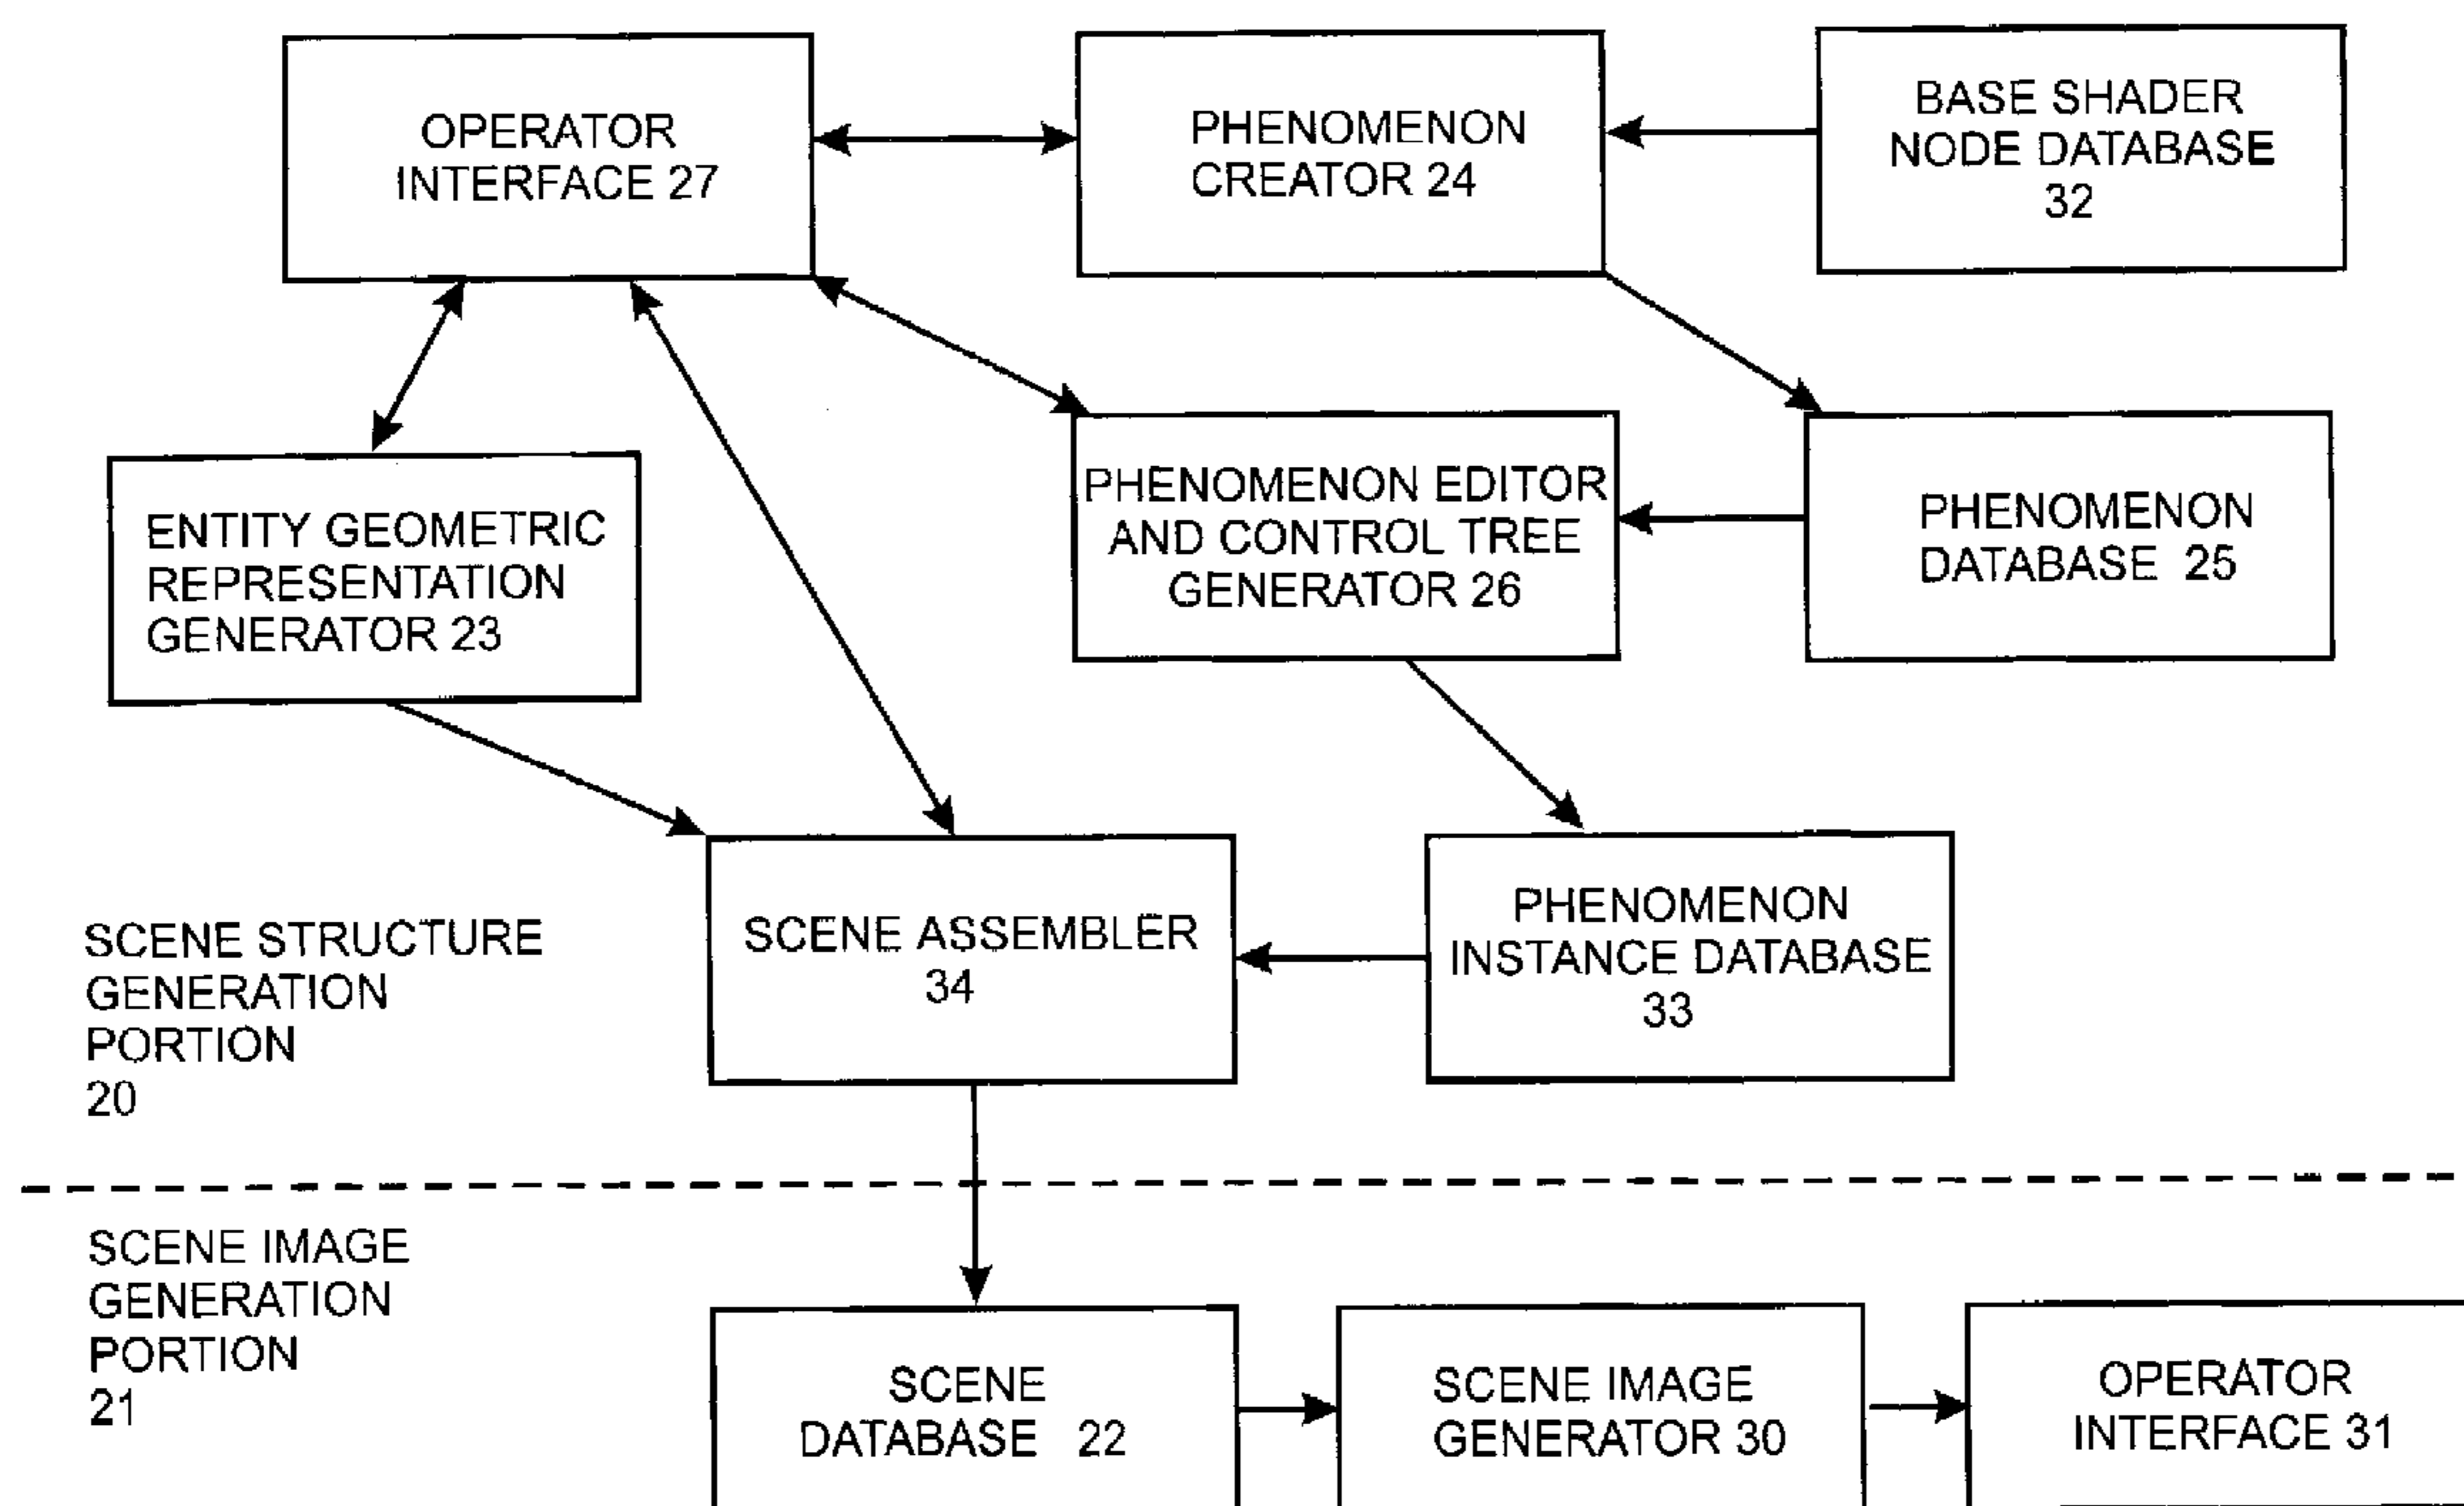 OPERATOR
INTERFACE 27
PHENOMENON
CREATOR 24
BASE SHADER
NODE DATABASE
32
ENTITY GEOMETRIC
REPRESENTATION
GENERATOR 23
PHENOMENON EDITOR
AND CONTROL TREE
GENERATOR 26
PHENOMENON
DATABASE 25
SCENE STRUCTURE
GENERATION
PORTION
20
SCENE ASSEMBLER
34
PHENOMENON
INSTANCE DATABASE
33
SCENE IMAGE
GENERATION
PORTION
21
SCENE
DATABASE 22
SCENE IMAGE
GENERATOR 30
OPERATOR
INTERFACE 31